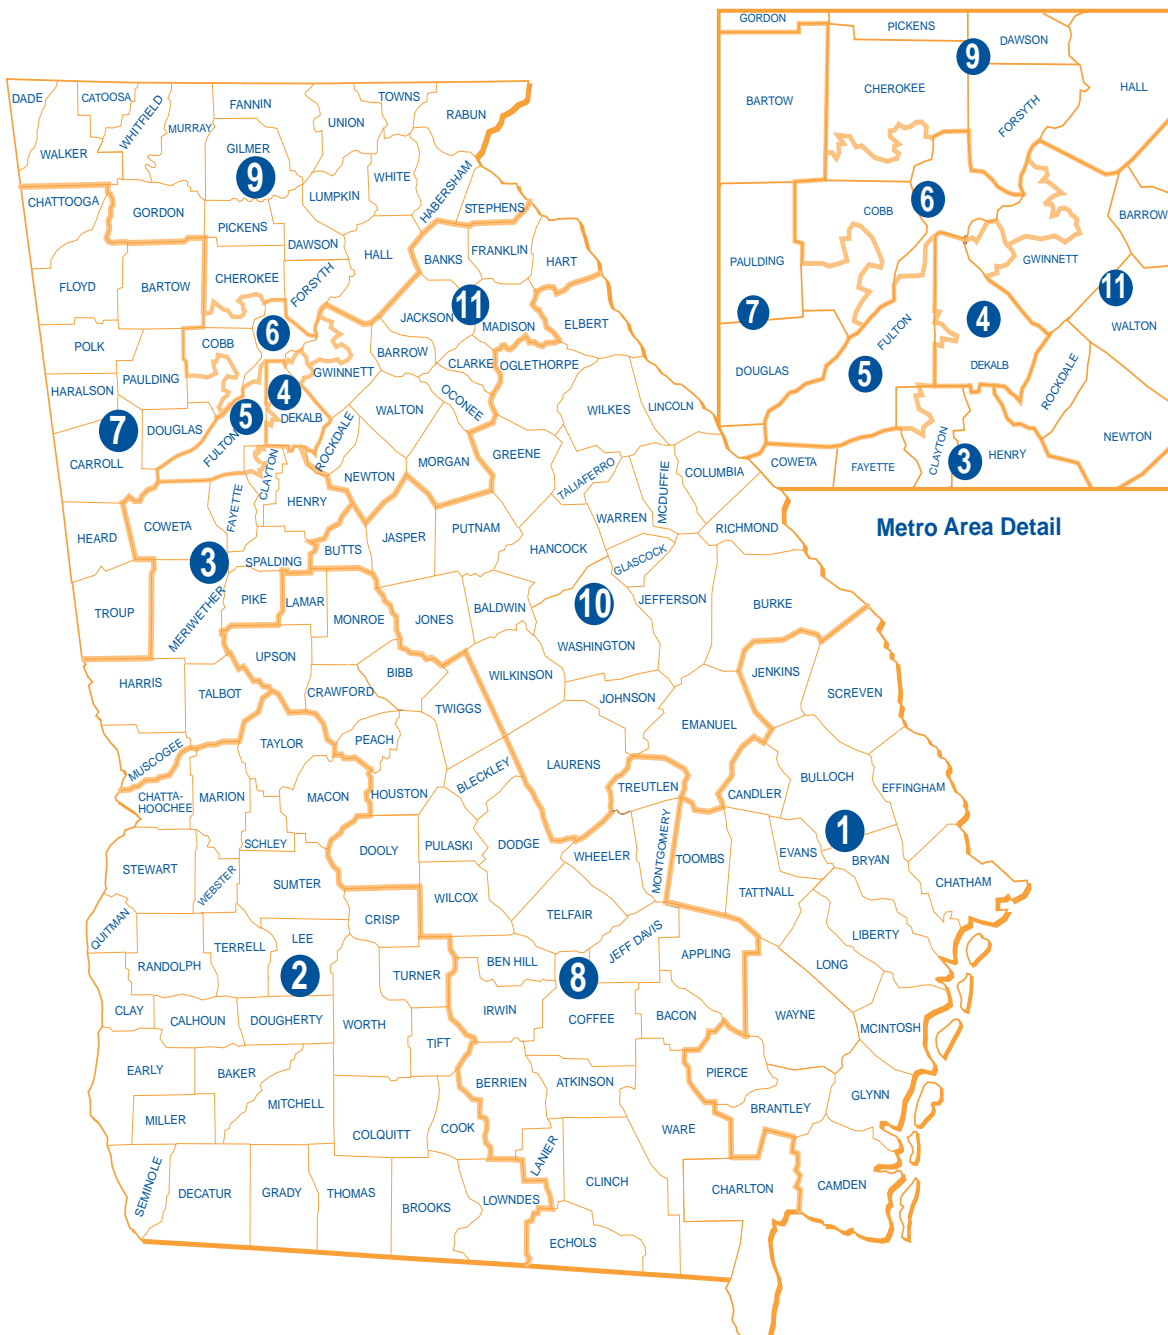 GORDON
PICKENS
DAWSON
9
HALL
CHEROKEE
BARTOW
FORSYTH
6
COBB
BARROW
PAULDING
GWINNETT
11
7
4
WALTON
FULTON
DOUGLAS
5
DEKALB
ROCKDALE
NEWTON
CLAYTON
HENRY
COWETA
FAYETTE
3
Metro Area Detail
DADE
CATOOSA
WHITFIELD
MURRAY
FANNIN
TOWNS
UNION
RABUN
WALKER
GILMER
9
WHITE
HABERSHAM
LUMPKIN
CHATTOOGA
GORDON
STEPHENS
PICKENS
DAWSON
HALL
BANKS
FRANKLIN
HART
FLOYD
BARTOW
CHEROKEE
FORSYTH
11
JACKSON
MADISON
ELBERT
6
POLK
COBB
BARROW
CLARKE
OGLETHORPE
GWINNETT
HARALSON
PAULDING
4
OCONEE
WALTON
WILKES
LINCOLN
5
DEKALB
7
DOUGLAS
FULTON
ROCKDALE
CARROLL
CLAYTON
NEWTON
MORGAN
GREENE
TALIAFERRO
MCDUFFIE
COLUMBIA
FAYETTE
HENRY
HEARD
COWETA
WARREN
RICHMOND
BUTTS
JASPER
PUTNAM
HANCOCK
GLASCOCK
3
SPALDING
TROUP
MERIWETHER
PIKE
LAMAR
MONROE
JONES
BALDWIN
10
JEFFERSON
BURKE
WASHINGTON
UPSON
BIBB
WILKINSON
JENKINS
HARRIS
TALBOT
CRAWFORD
JOHNSON
SCREVEN
TWIGGS
EMANUEL
MUSCOGEE
TAYLOR
PEACH
BLECKLEY
LAURENS
TREUTLEN
CANDLER
BULLOCH
EFFINGHAM
CHATTA-
HOOCHEE
MARION
MACON
HOUSTON
1
SCHLEY
DOOLY
PULASKI
DODGE
WHEELER
MONTGOMERY
TOOMBS
EVANS
BRYAN
STEWART
WEBSTER
SUMTER
TATTNALL
CHATHAM
WILCOX
QUITMAN
CRISP
TELFAIR
TERRELL
LEE
JEFF DAVIS
LIBERTY
RANDOLPH
2
TURNER
BEN HILL
8
APPLING
LONG
CLAY
CALHOUN
DOUGHERTY
WORTH
IRWIN
COFFEE
BACON
WAYNE
MCINTOSH
TIFT
EARLY
BAKER
BERRIEN
ATKINSON
PIERCE
MITCHELL
GLYNN
MILLER
COLQUITT
COOK
WARE
BRANTLEY
LANIER
SEMINOLE
DECATUR
GRADY
THOMAS
BROOKS
LOWNDES
CLINCH
CHARLTON
CAMDEN
ECHOLS